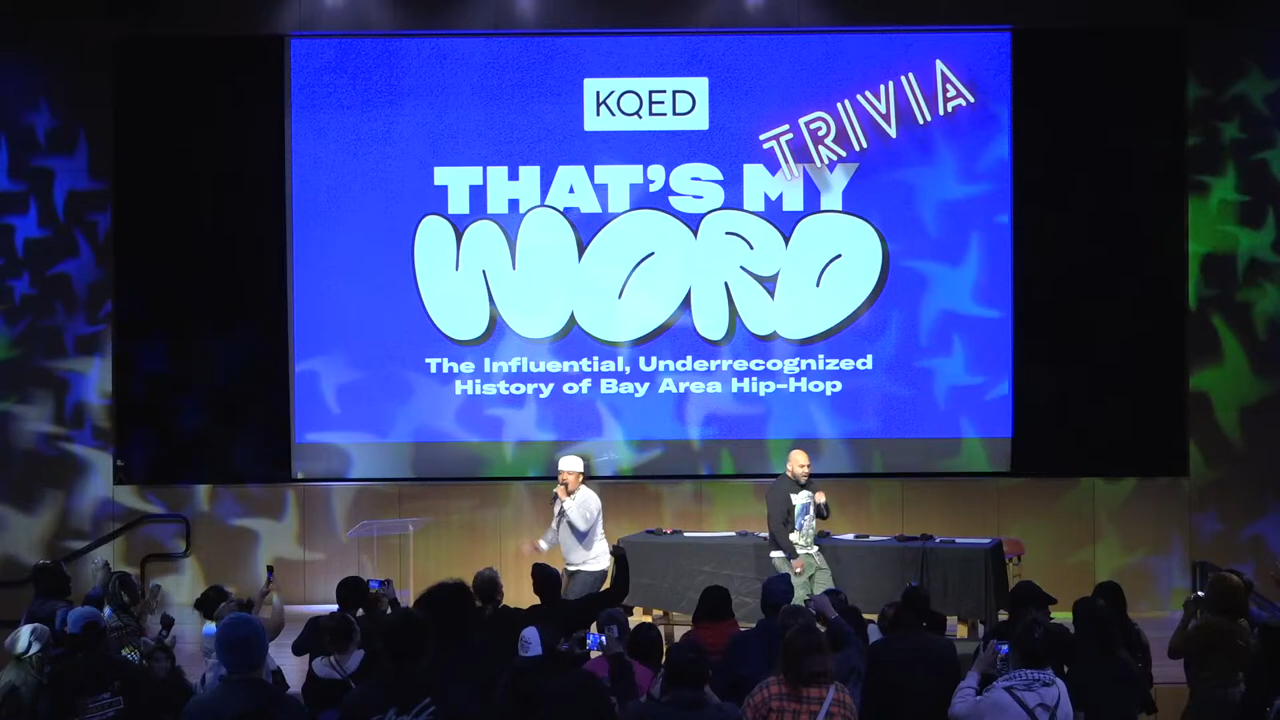 KQED
TRIVIA
THAT'S MY
WORD
The Influential, Underrecognized
History of Bay Area Hip-Hop